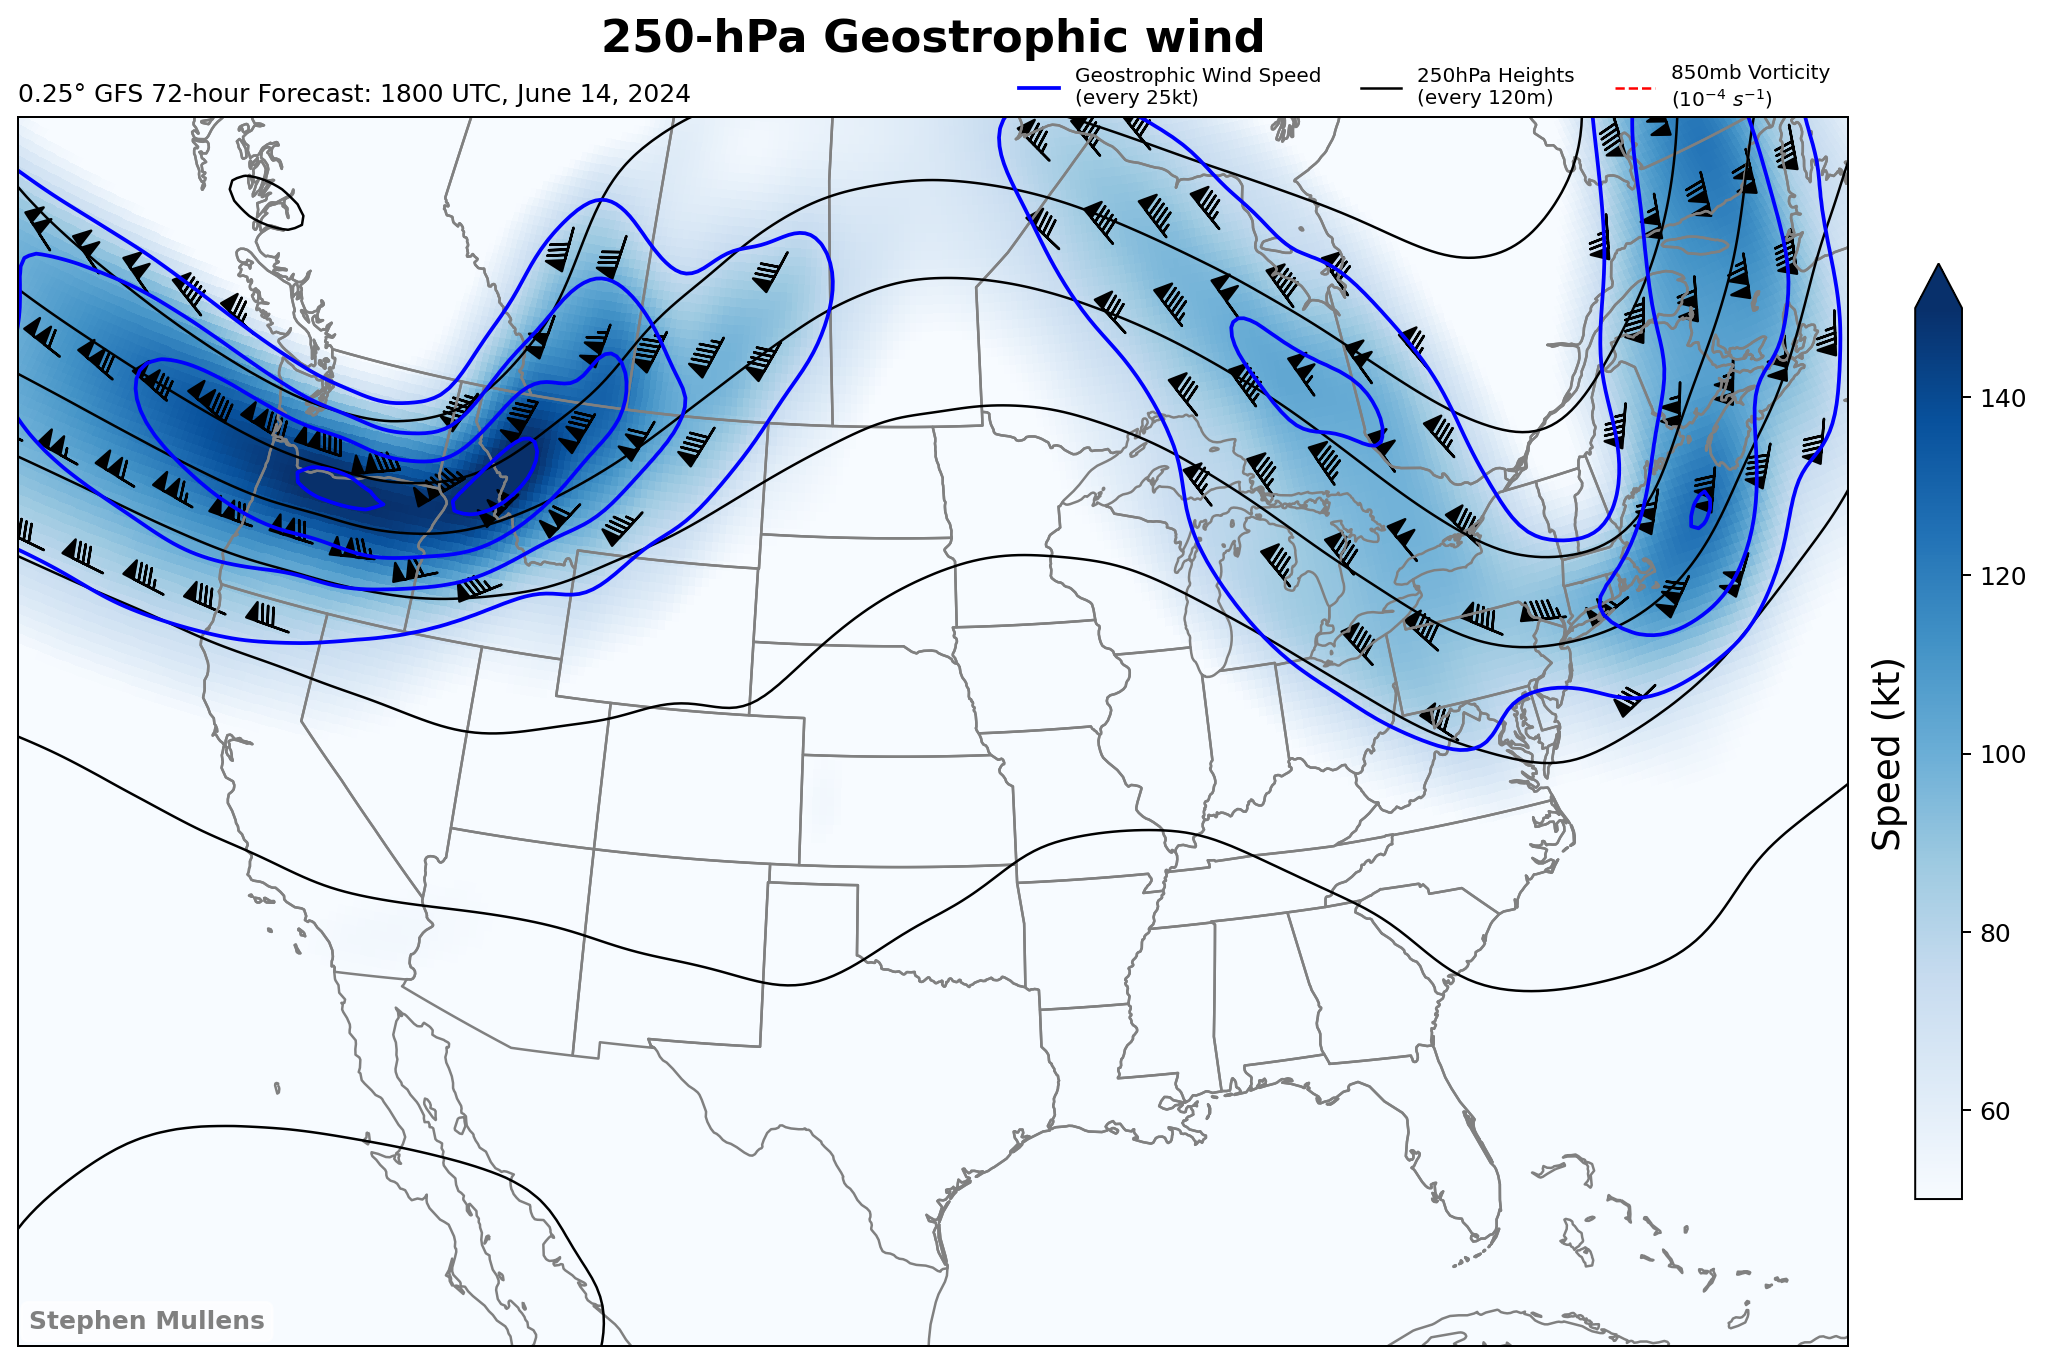 250-hPa Geostrophic wind
0.25° GFS 72-hour Forecast: 1800 UTC, June 14, 2024
Geostrophic Wind Speed
(every 25kt)
250hPa Heights
(every 120m)
850mb Vorticity
(10⁻⁴ s⁻¹)
140
120
100
80
60
Speed (kt)
Stephen Mullens